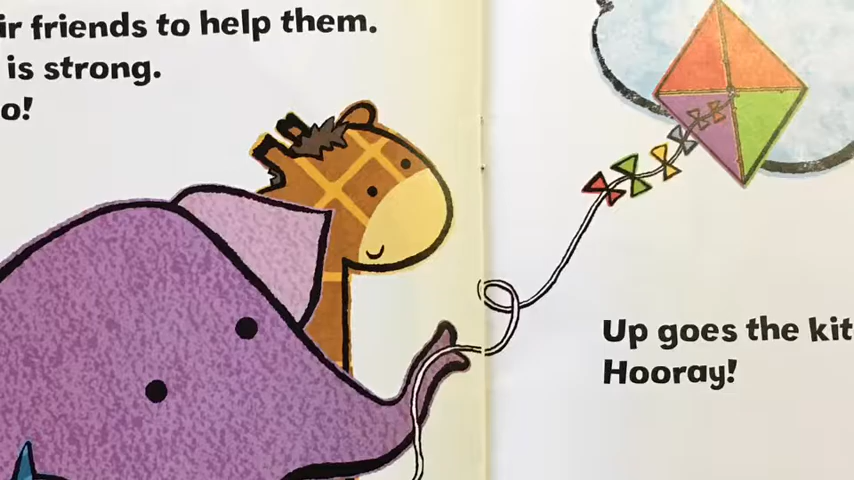 ir friends to help them.
is strong.
o!
Up goes the kit
Hooray!